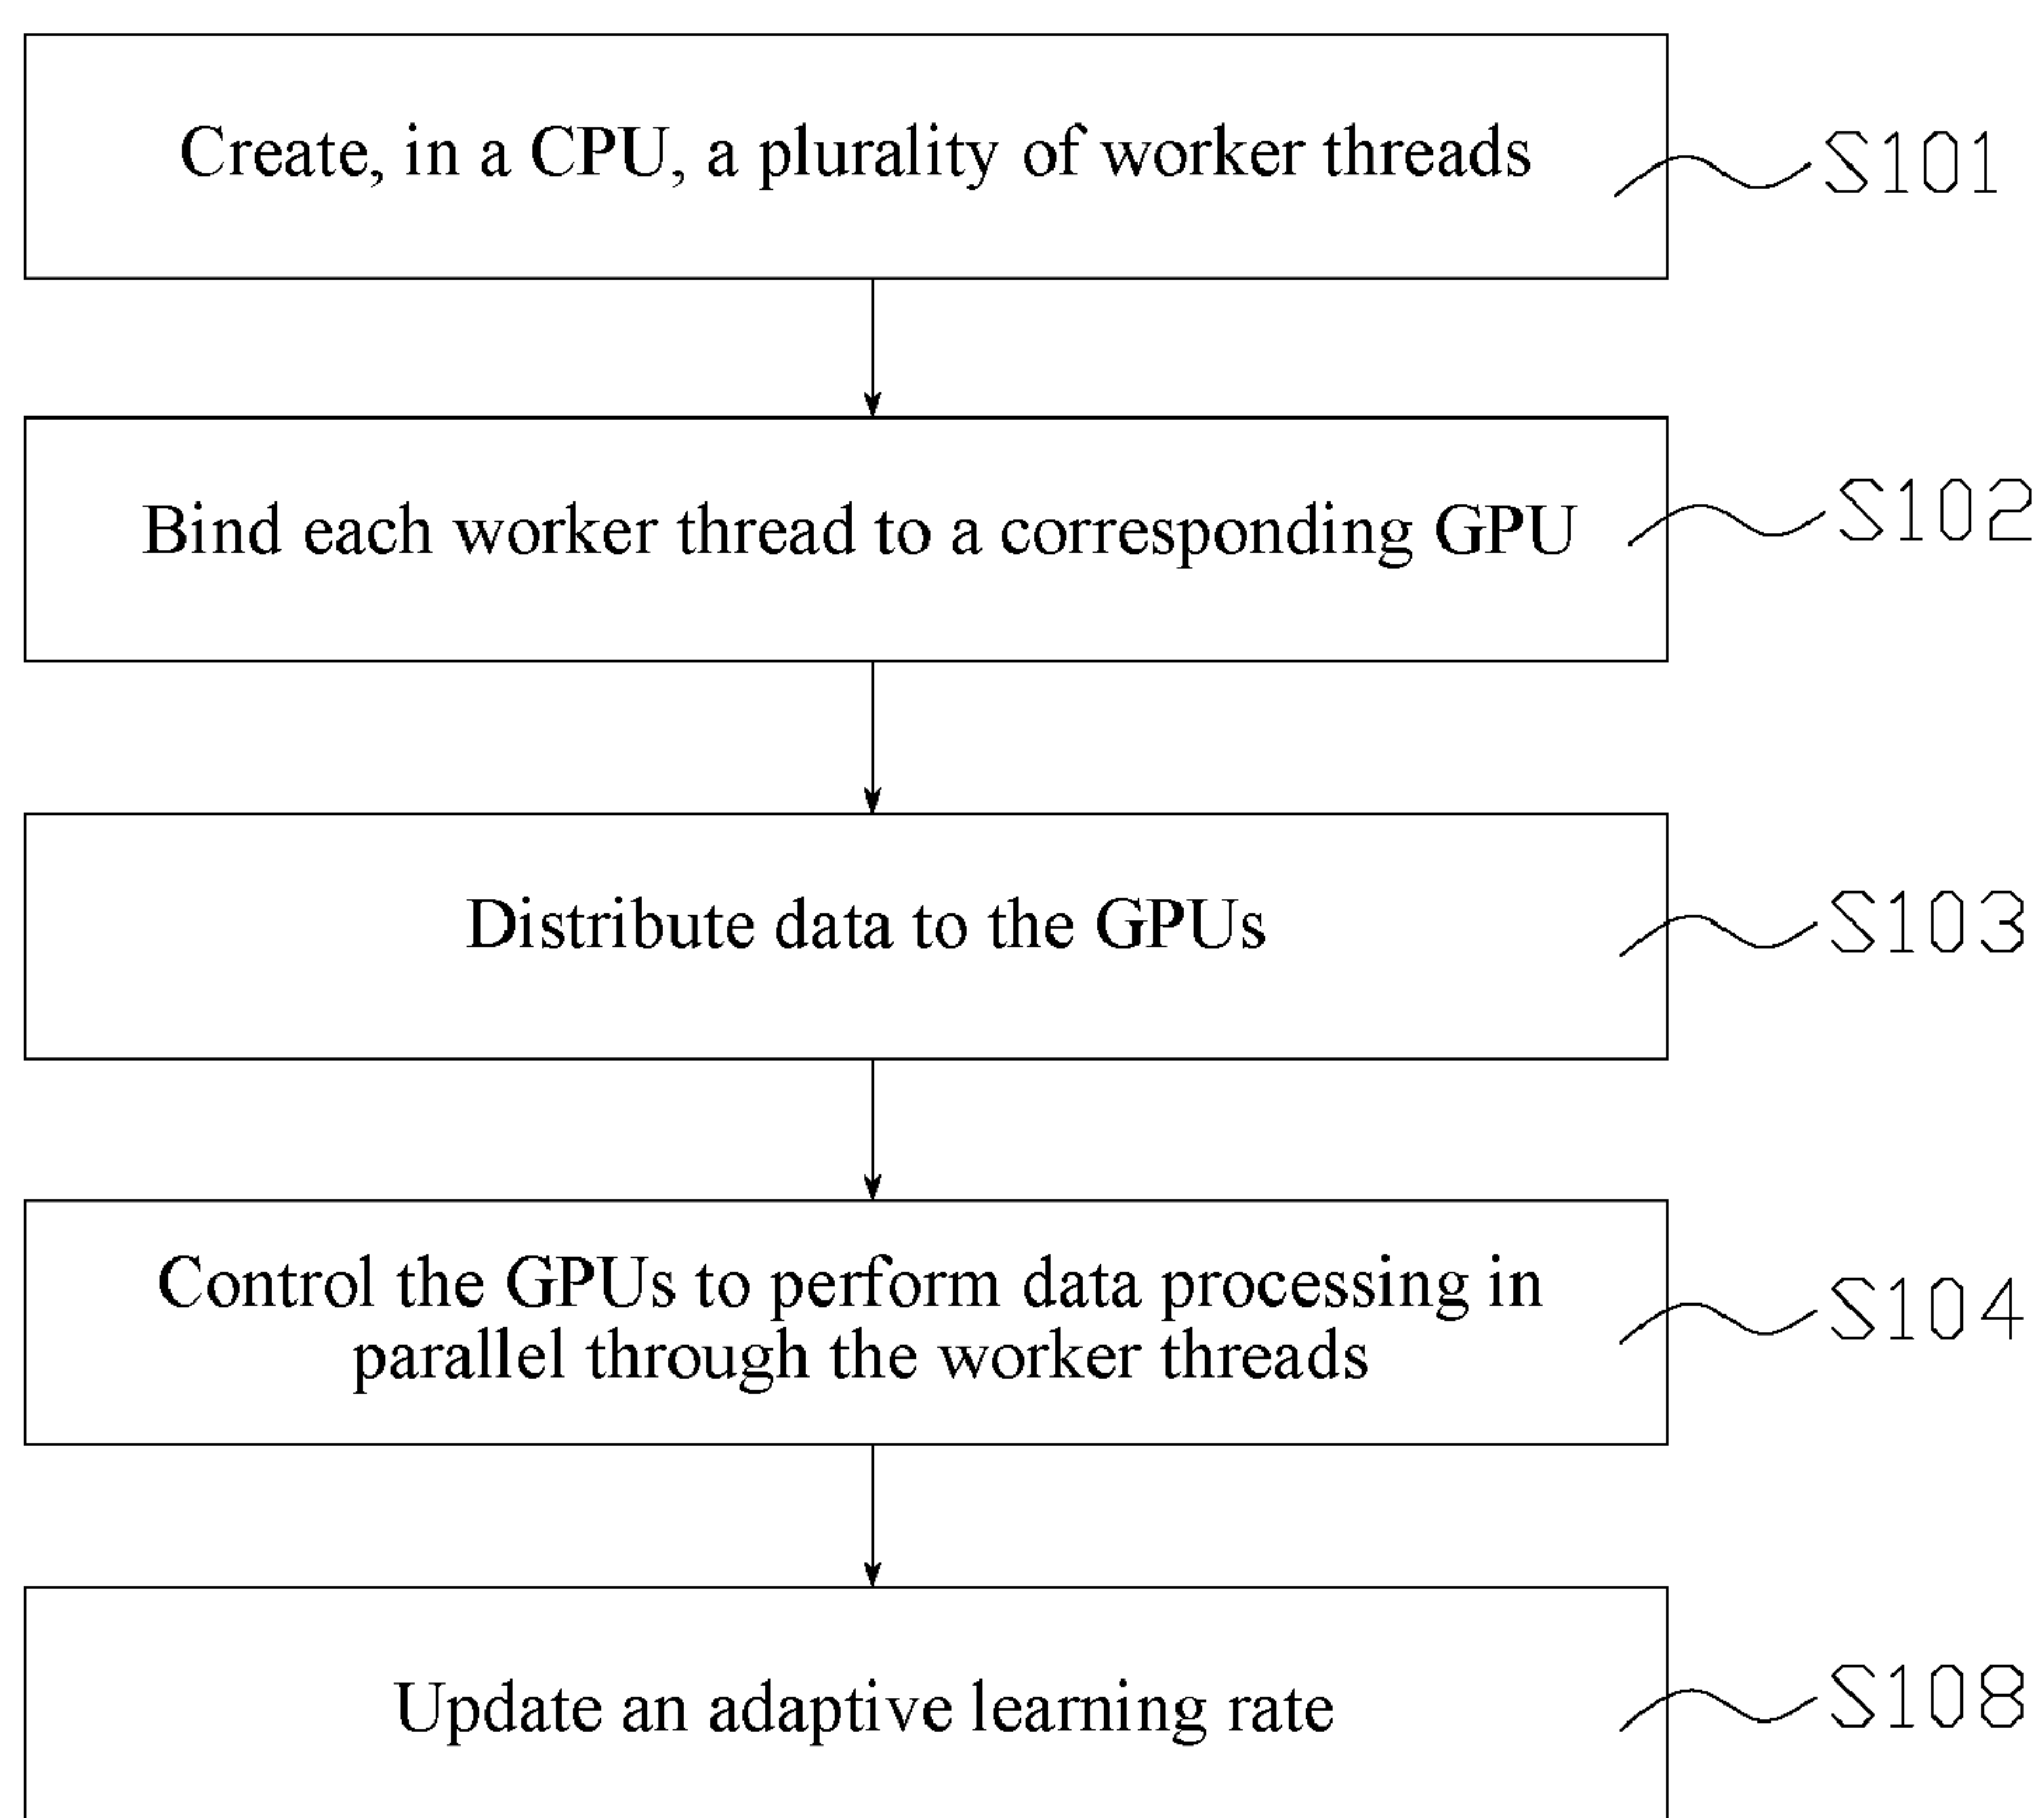 Create, in a CPU, a plurality of worker threads
S101
Bind each worker thread to a corresponding GPU
S102
Distribute data to the GPUs
S103
Control the GPUs to perform data processing in
parallel through the worker threads
S104
Update an adaptive learning rate
S108